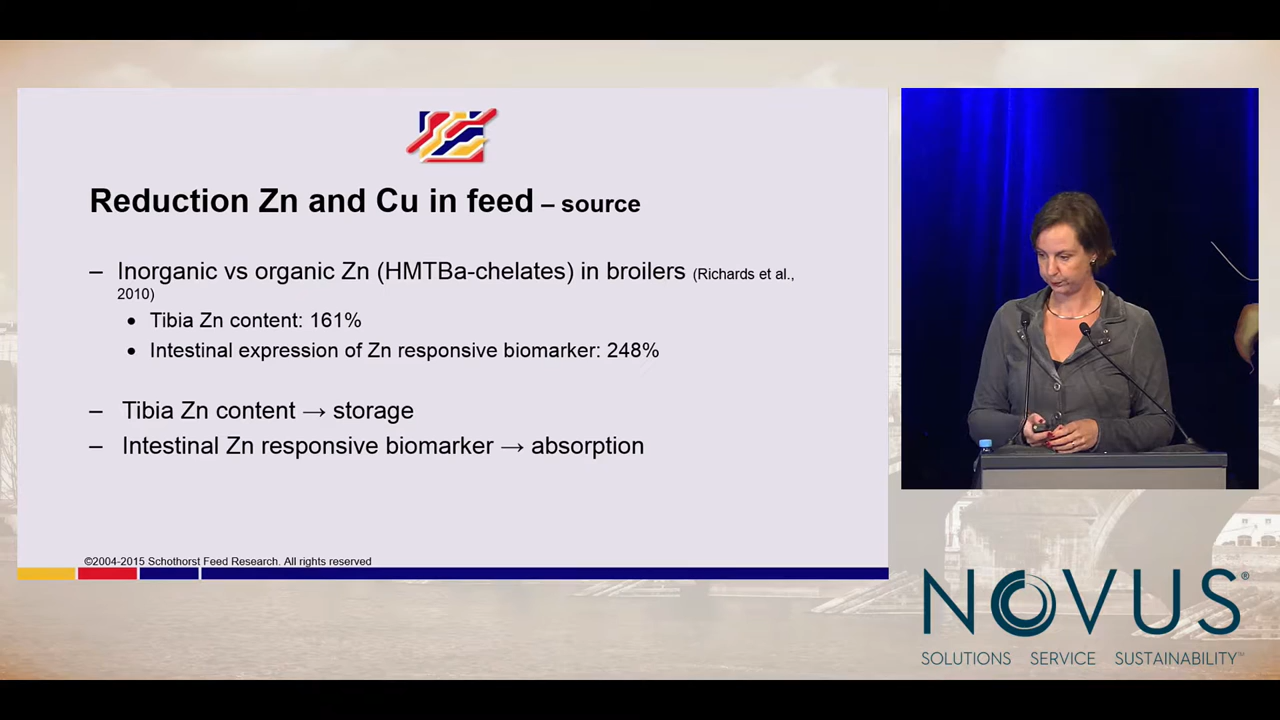 Reduction Zn and Cu in feed – source
– Inorganic vs organic Zn (HMTBa-chelates) in broilers (Richards et al.,
2010)
• Tibia Zn content: 161%
• Intestinal expression of Zn responsive biomarker: 248%
– Tibia Zn content → storage
– Intestinal Zn responsive biomarker → absorption
©2004-2015 Schothorst Feed Research. All rights reserved
NOVUS®
SOLUTIONS SERVICE SUSTAINABILITY™